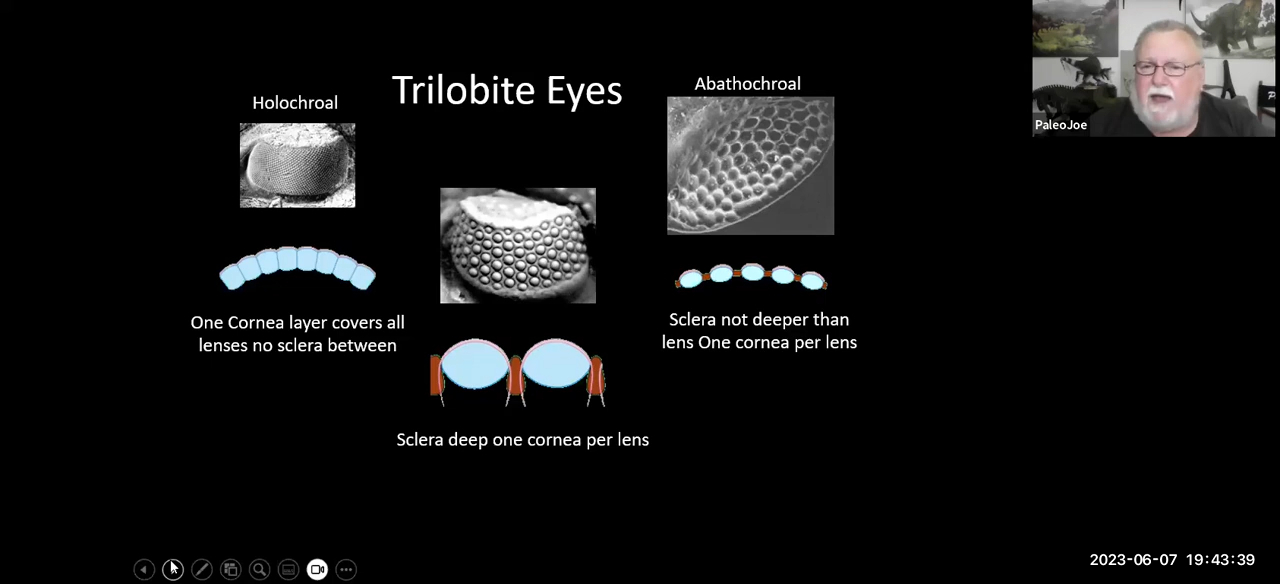 Trilobite Eyes
Holochroal
One Cornea layer covers all
lenses no sclera between
Sclera deep one cornea per lens
Abathochroal
Sclera not deeper than
lens One cornea per lens
PaleoJoe
2023-06-07 19:43:39